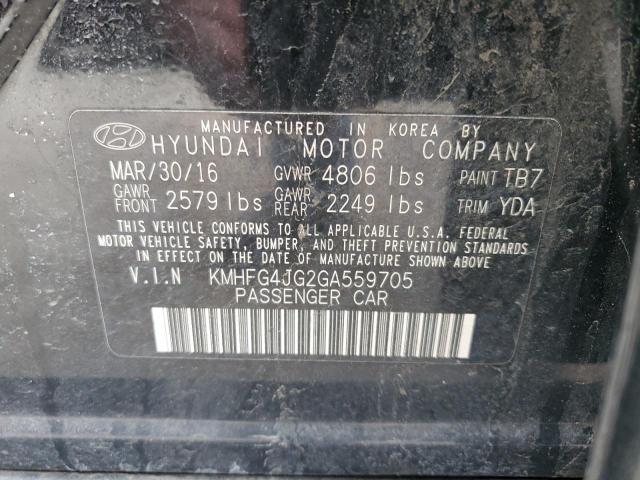 MANUFACTURED IN KOREA BY
HYUNDAI MOTOR COMPANY
MAR/30/16 GVWR 4806 lbs PAINT TB7
GAWR FRONT 2579 lbs GAWR REAR 2249 lbs TRIM YDA
THIS VEHICLE CONFORMS TO ALL APPLICABLE U.S.A. FEDERAL
MOTOR VEHICLE SAFETY, BUMPER, AND THEFT PREVENTION
STANDARDS IN EFFECT ON THE DATE OF MANUFACTURE
SHOWN ABOVE.
V.I.N KMHFG4JG2GA559705
PASSENGER CAR